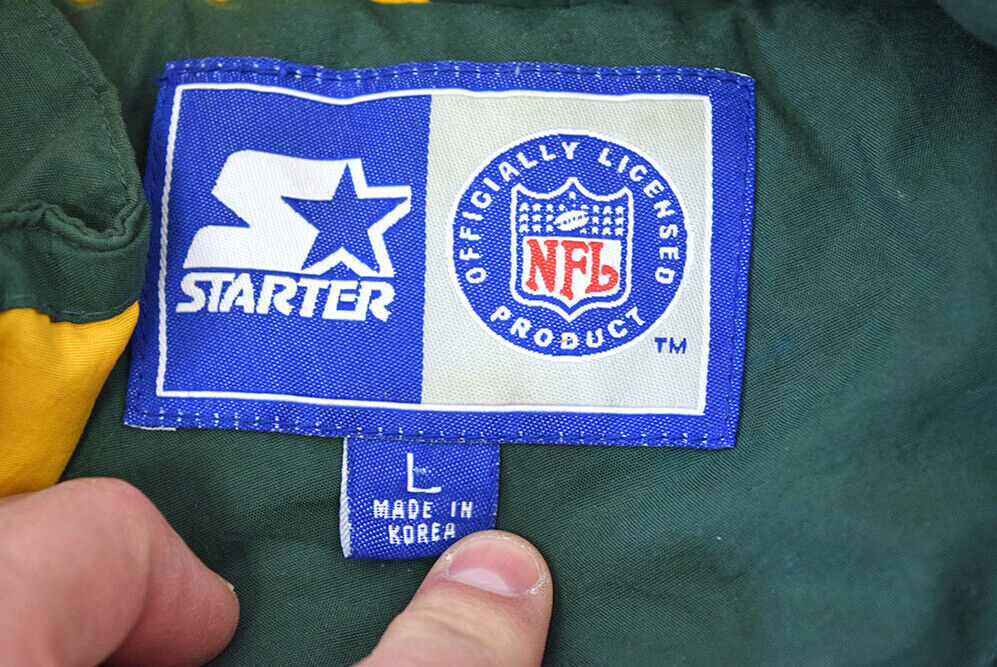 STARTER
OFFICIALLY LICENSED
NFL
PRODUCT
TM
L
MADE IN
KOREA